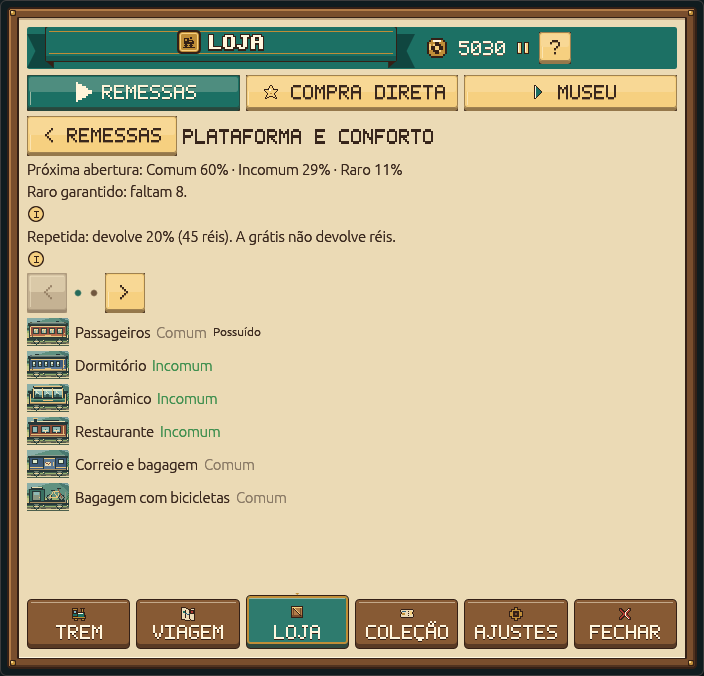 LOJA
5030
?
REMESSAS
COMPRA DIRETA
MUSEU
< REMESSAS
PLATAFORMA E CONFORTO
Próxima abertura: Comum 60% · Incomum 29% · Raro 11%
Raro garantido: faltam 8.
I
Repetida: devolve 20% (45 réis). A grátis não devolve réis.
I
< >
Passageiros Comum Possuído
Dormitório Incomum
Panorâmico Incomum
Restaurante Incomum
Correio e bagagem Comum
Bagagem com bicicletas Comum
TREM
VIAGEM
LOJA
COLEÇÃO
AJUSTES
FECHAR